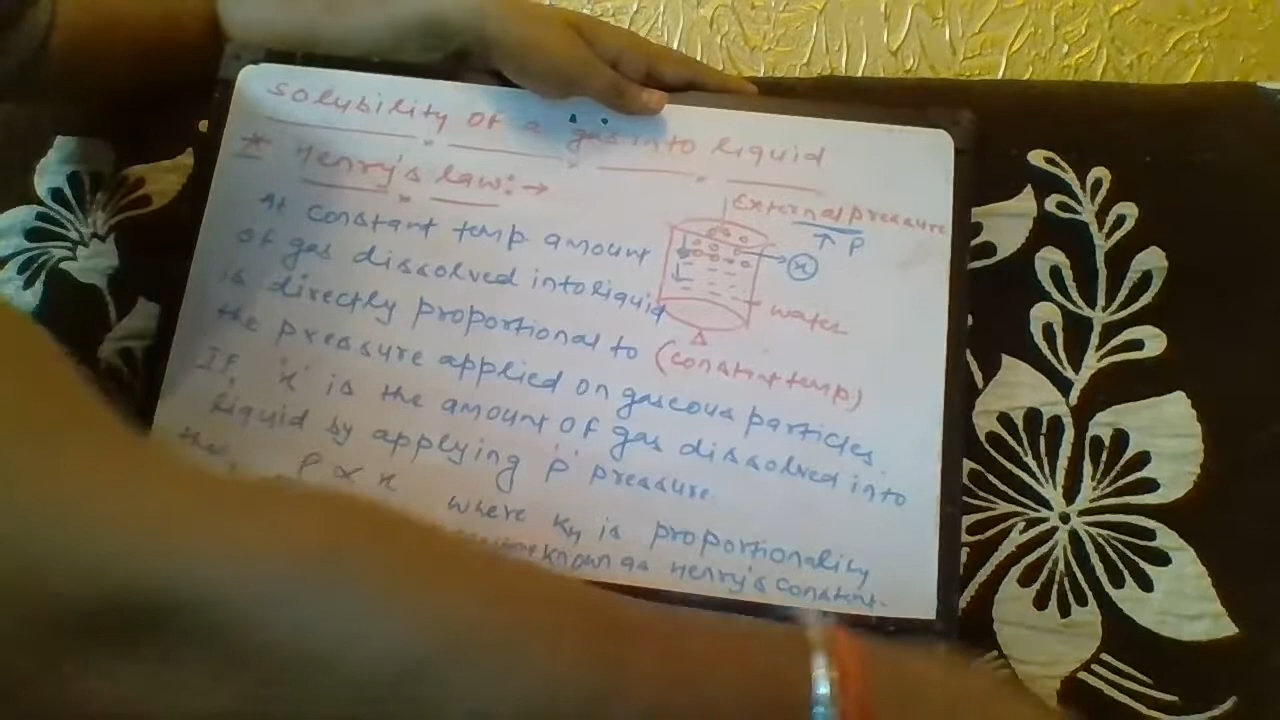 Solubility of a gas into liquid
* Henry's law:→
At constant temp amount
of gas dissolved into liquid
is directly proportional to
the pressure applied on gaseous particles.
If 'x' is the amount of gas dissolved into
liquid by applying 'p' pressure
then,
P ∝ x
where KH is proportionality
known as Henry's constant.
External pressure
↑ P
x
water
Δ
(constant temp)